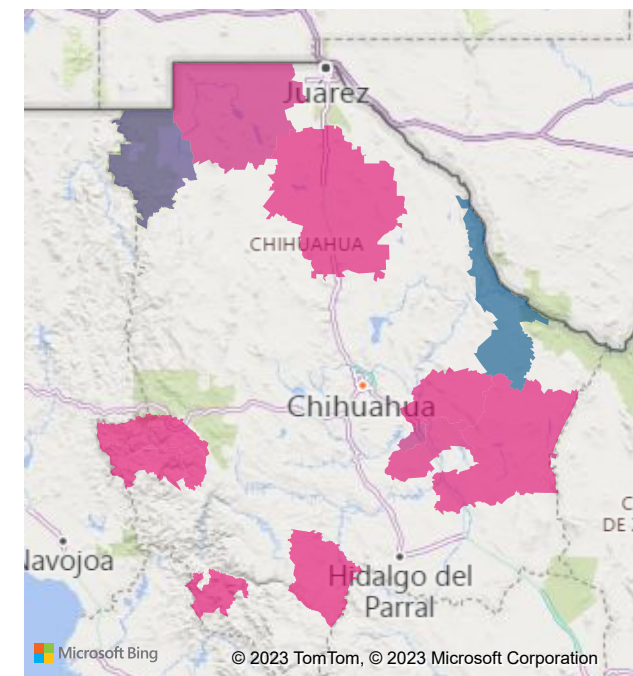 Juárez
CHIHUAHUA
Chihuahua
C
DE
Navojoa
Hidalgo del
Parral
Microsoft Bing
© 2023 TomTom, © 2023 Microsoft Corporation